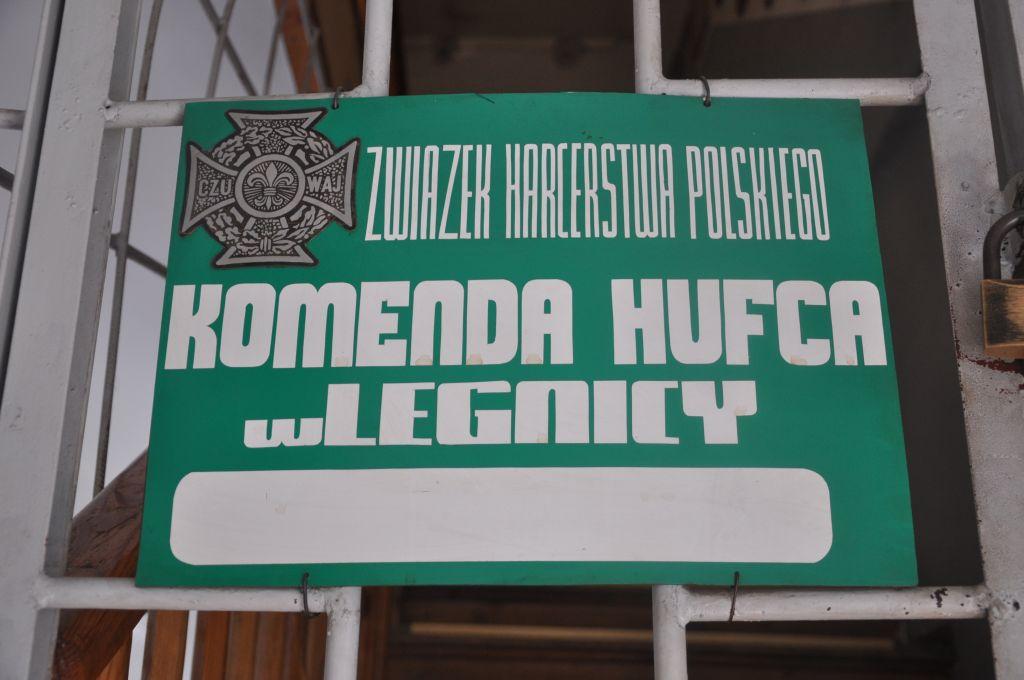 CZUWAJ
ZWIAZEK HARCERSTWA POLSKIEGO
KOMENDA HUFCA
w LEGNICY